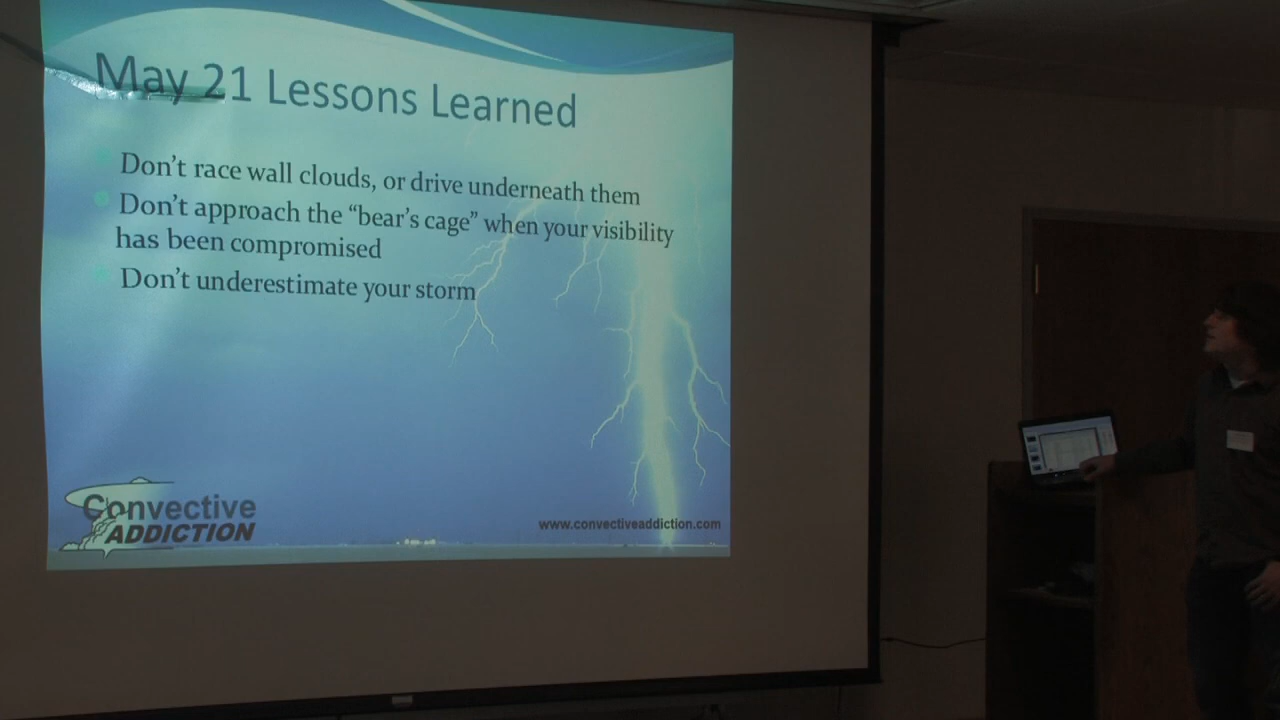 May 21 Lessons Learned
Don't race wall clouds, or drive underneath them
Don't approach the “bear's cage” when your visibility
has been compromised
Don't underestimate your storm
Convective
ADDICTION
www.convectiveaddiction.com